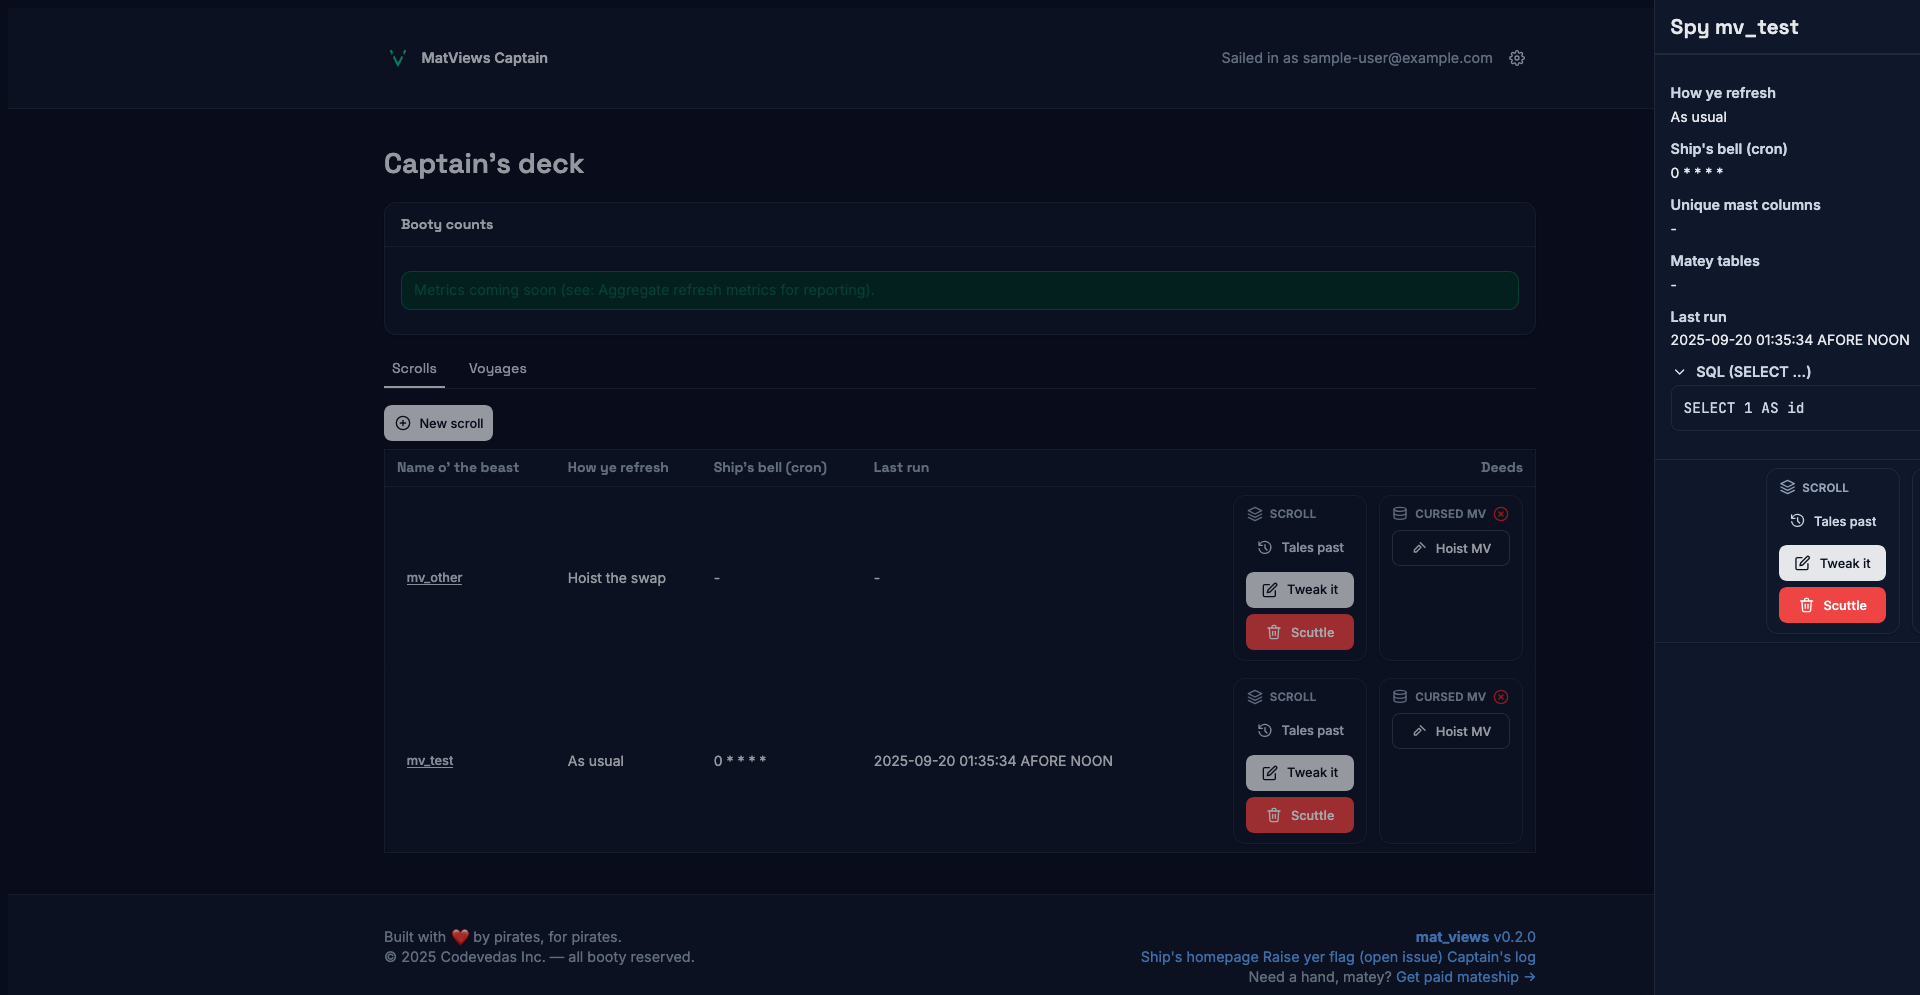 MatViews Captain
Sailed in as sample-user@example.com
Captain's deck
Booty counts
Metrics coming soon (see: Aggregate refresh metrics for reporting).
Scrolls Voyages
New scroll
Name o' the beast How ye refresh Ship's bell (cron) Last run Deeds
SCROLL CURSED MV
Tales past Hoist MV
mv_other Hoist the swap - -
Tweak it
Scuttle
SCROLL CURSED MV
Tales past Hoist MV
mv_test As usual 0 * * * * 2025-09-20 01:35:34 AFORE NOON
Tweak it
Scuttle
Built with ❤️ by pirates, for pirates.
© 2025 Codevedas Inc. — all booty reserved.
mat_views v0.2.0
Ship's homepage Raise yer flag (open issue) Captain's log
Need a hand, matey? Get paid mateship →
Spy mv_test
How ye refresh
As usual
Ship's bell (cron)
0 * * * *
Unique mast columns
-
Matey tables
-
Last run
2025-09-20 01:35:34 AFORE NOON
SQL (SELECT ...)
SELECT 1 AS id
SCROLL
Tales past
Tweak it
Scuttle